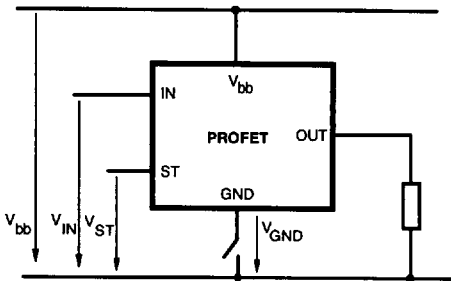 IN
Vbb
PROFET
OUT
ST
GND
Vbb
VIN
VST
VGND